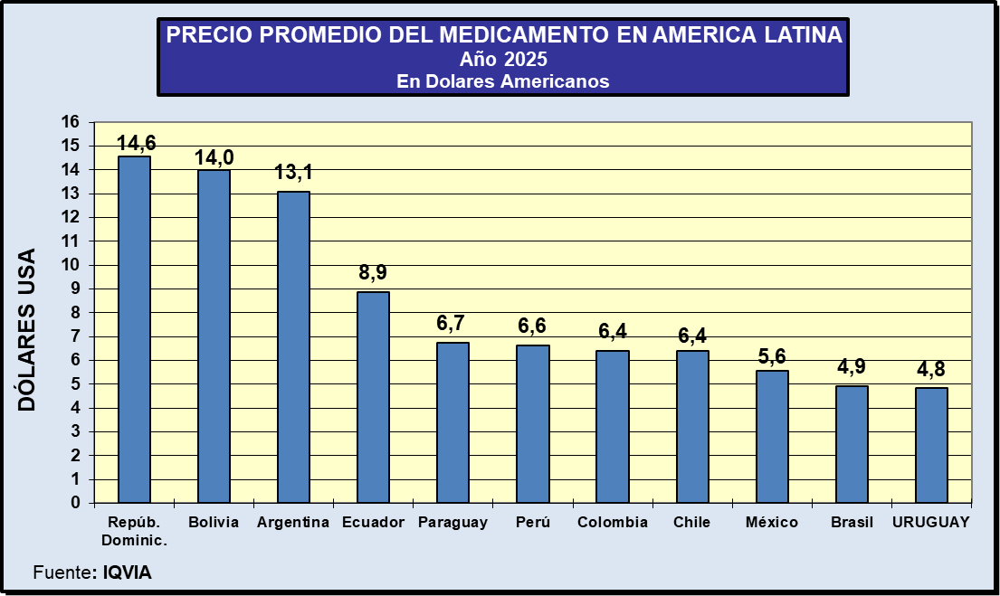 PRECIO PROMEDIO DEL MEDICAMENTO EN AMERICA LATINA
Año 2025
En Dolares Americanos
DÓLARES USA
16
15
14
13
12
11
10
9
8
7
6
5
4
3
2
1
0
14,6
14,0
13,1
8,9
6,7
6,6
6,4
6,4
5,6
4,9
4,8
Repúb. Dominic.
Bolivia
Argentina
Ecuador
Paraguay
Perú
Colombia
Chile
México
Brasil
URUGUAY
Fuente: IQVIA